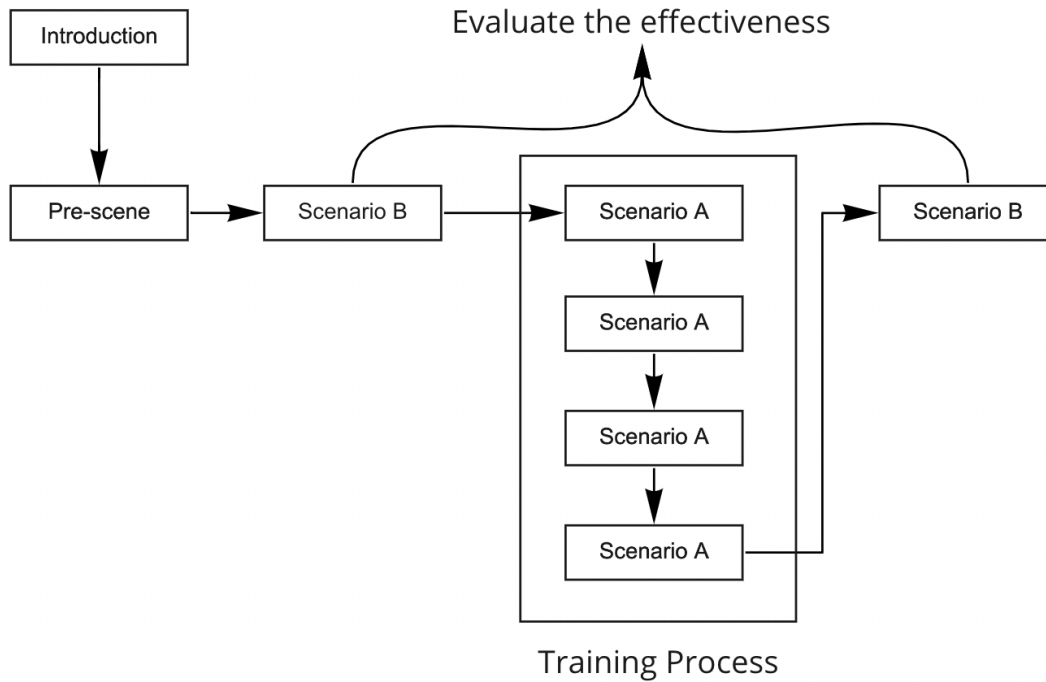 Evaluate the effectiveness
Introduction
Pre-scene
Scenario B
Scenario A
Scenario B
Scenario A
Scenario A
Scenario A
Training Process